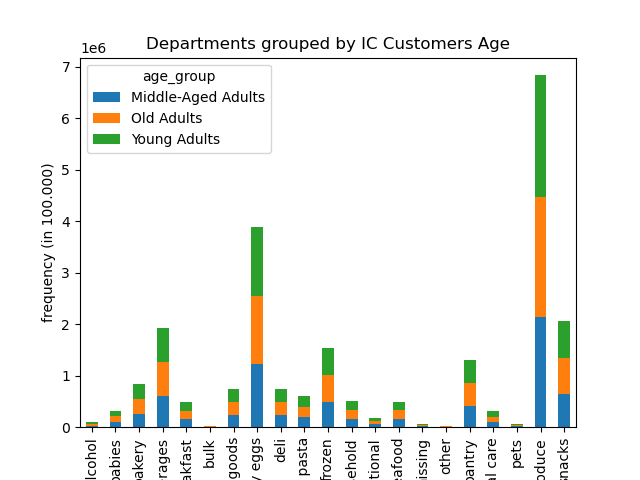 Departments grouped by IC Customers Age
1e6
age_group
Middle-Aged Adults
Old Adults
Young Adults
frequency (in 100.000)
7
6
5
4
3
2
1
0
lcohol
babies
bakery
erages
eakfast
bulk
goods
y eggs
deli
pasta
frozen
ehold
tional
eafood
issing
other
pantry
al care
pets
oduce
snacks